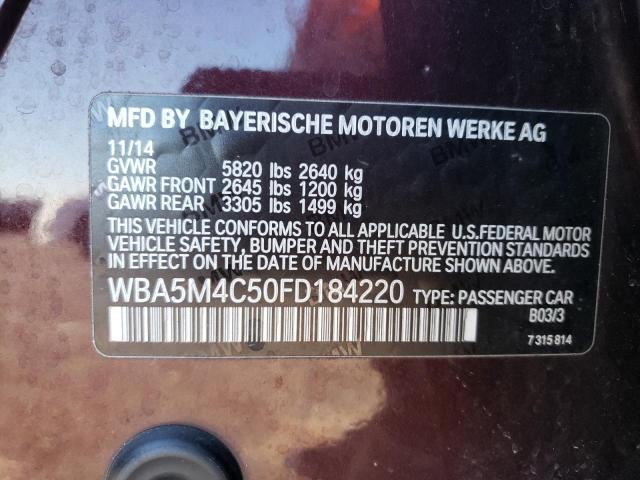 MFD BY BAYERISCHE MOTOREN WERKE AG
11/14
GVWR 5820 lbs 2640 kg
GAWR FRONT 2645 lbs 1200 kg
GAWR REAR 3305 lbs 1499 kg
THIS VEHICLE CONFORMS TO ALL APPLICABLE U.S.FEDERAL MOTOR
VEHICLE SAFETY, BUMPER AND THEFT PREVENTION STANDARDS
IN EFFECT ON THE DATE OF MANUFACTURE SHOWN ABOVE.
WBA5M4C50FD184220 TYPE: PASSENGER CAR
B03/3
7 315 814